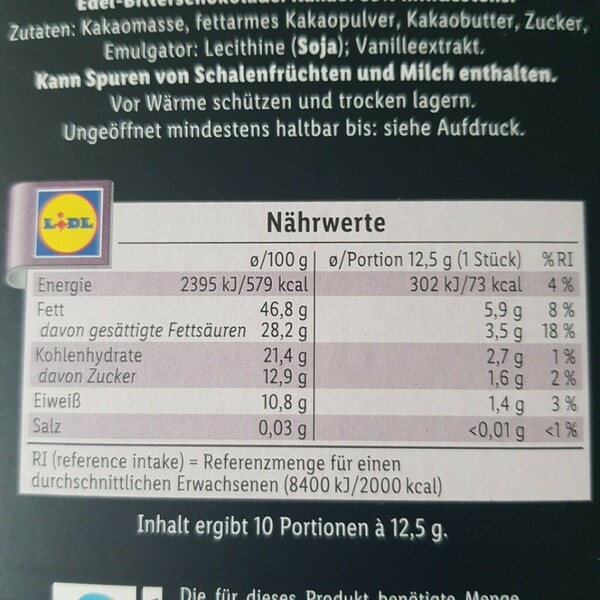 Edel-Bitterschokolade.
Zutaten: Kakaomasse, fettarmes Kakaopulver, Kakaobutter, Zucker,
Emulgator: Lecithine (Soja); Vanilleextrakt.
Kann Spuren von Schalenfrüchten und Milch enthalten.
Vor Wärme schützen und trocken lagern.
Ungeöffnet mindestens haltbar bis: siehe Aufdruck.
LIDL
Nährwerte
ø/100 g ø/Portion 12,5 g (1 Stück) % RI
Energie 2395 kJ/579 kcal 302 kJ/73 kcal 4 %
Fett 46,8 g 5,9 g 8 %
davon gesättigte Fettsäuren 28,2 g 3,5 g 18 %
Kohlenhydrate 21,4 g 2,7 g 1 %
davon Zucker 12,9 g 1,6 g 2 %
Eiweiß 10,8 g 1,4 g 3 %
Salz 0,03 g <0,01 g <1 %
RI (reference intake) = Referenzmenge für einen
durchschnittlichen Erwachsenen (8400 kJ/2000 kcal)
Inhalt ergibt 10 Portionen à 12,5 g.
Die für dieses Produkt benötigte Menge